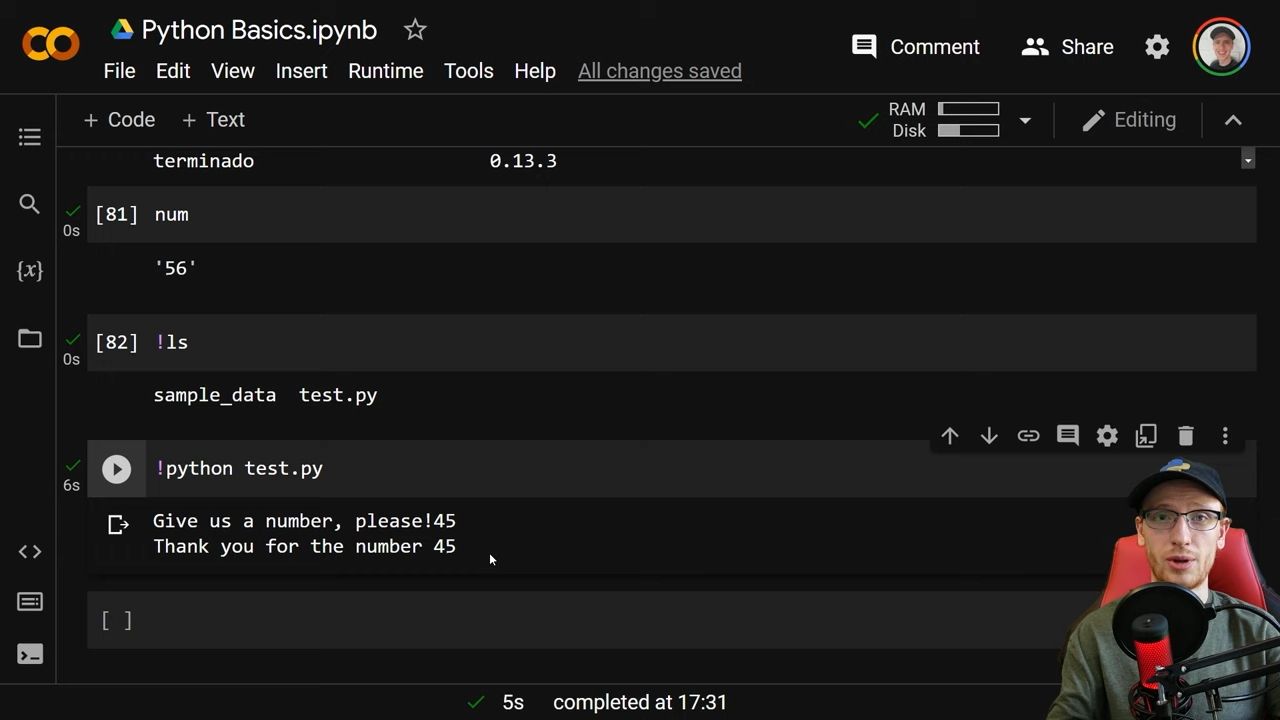 Python Basics.ipynb
Comment
Share
File Edit View Insert Runtime Tools Help All changes saved
+ Code + Text
RAM
Disk
Editing
terminado 0.13.3
[81] num
0s
'56'
[82] !ls
0s
sample_data test.py
!python test.py
6s
Give us a number, please!45
Thank you for the number 45
[ ]
5s completed at 17:31